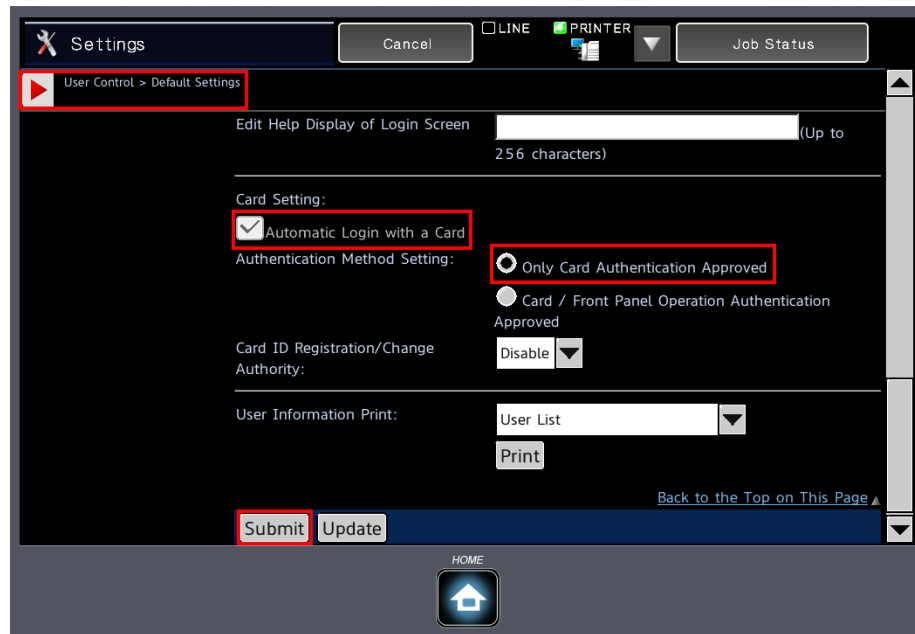 Settings
Cancel
LINE
PRINTER
Job Status
User Control > Default Settings
Edit Help Display of Login Screen
(Up to
256 characters)
Card Setting:
Automatic Login with a Card
Authentication Method Setting:
Only Card Authentication Approved
Card / Front Panel Operation Authentication
Approved
Card ID Registration/Change
Authority:
Disable
User Information Print:
User List
Print
Back to the Top on This Page
Submit
Update
HOME